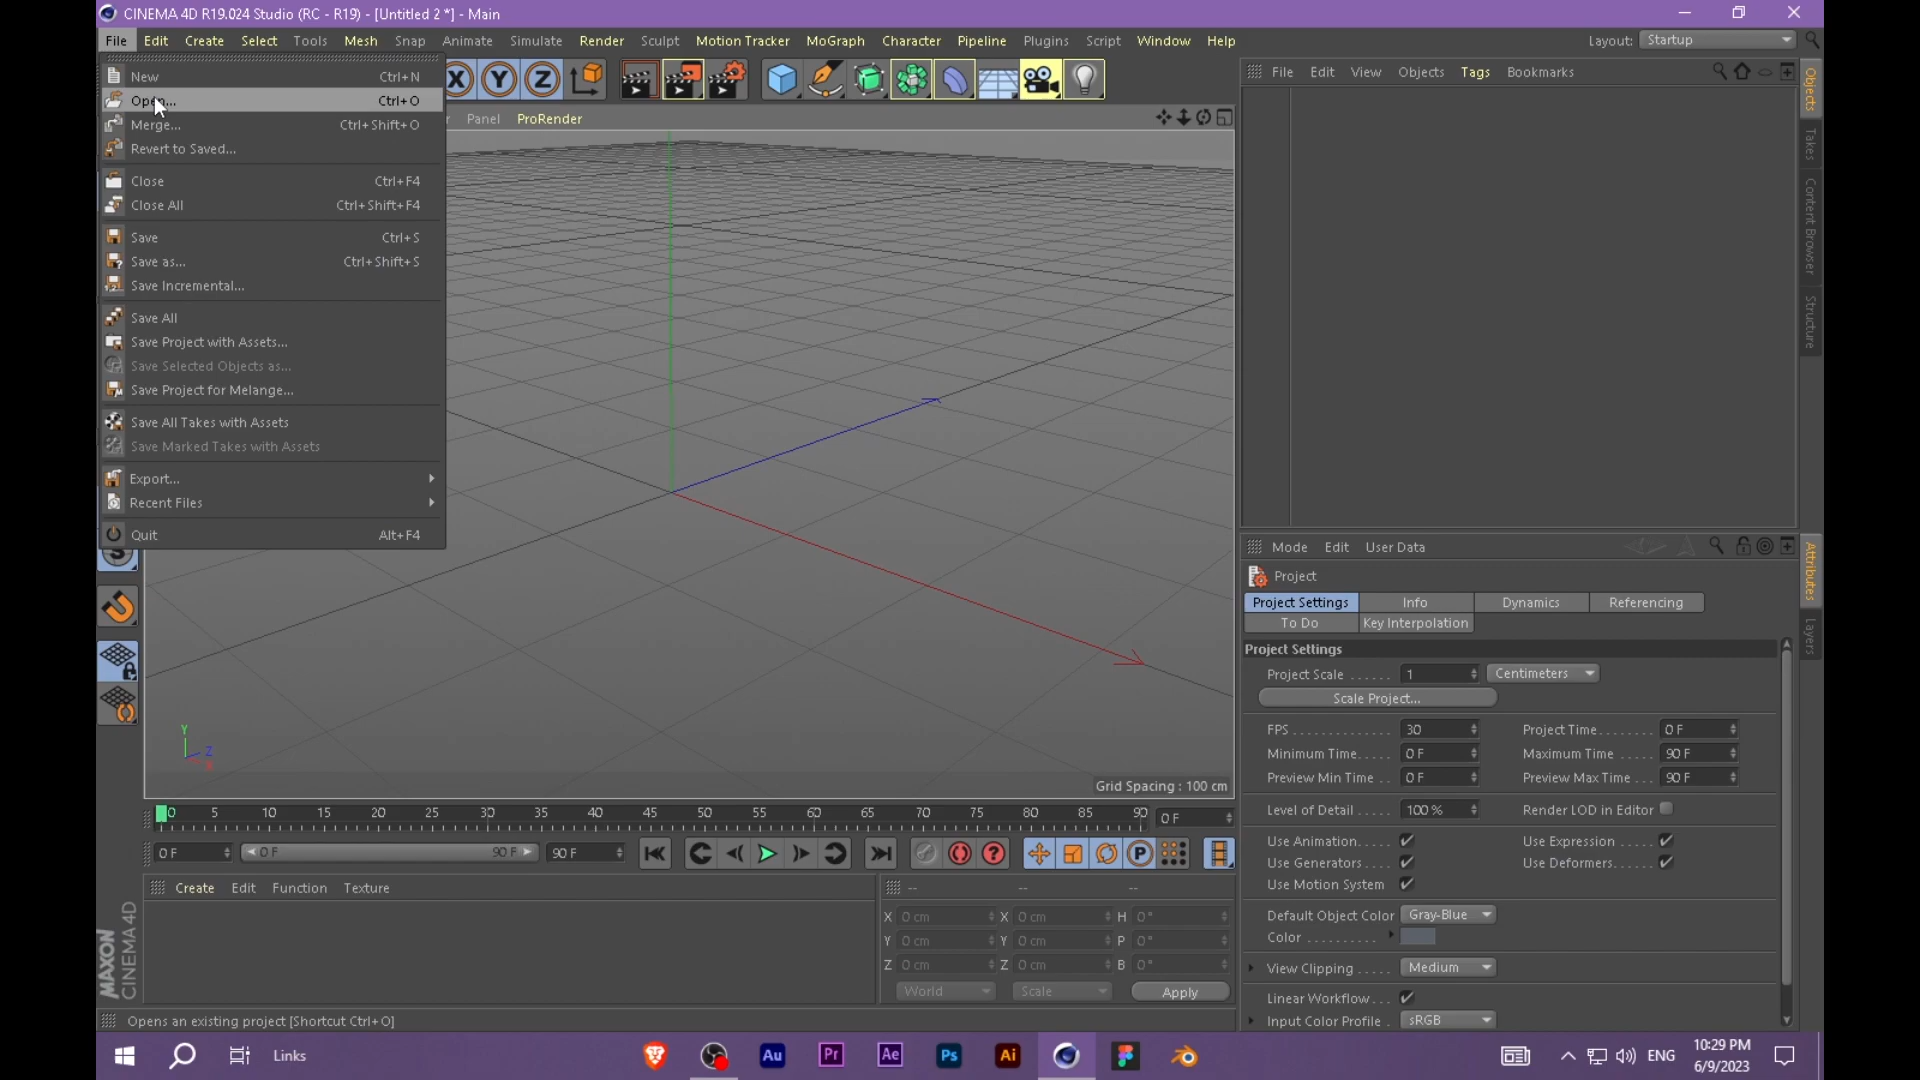 CINEMA 4D R19.024 Studio (RC - R19) - [Untitled 2 *] - Main
File Edit Create Select Tools Mesh Snap Animate Simulate Render Sculpt Motion Tracker MoGraph Character Pipeline Plugins Script Window Help
Layout: Startup
New Ctrl+N
Open... Ctrl+O
Merge... Ctrl+Shift+O
Revert to Saved...
Close Ctrl+F4
Close All Ctrl+Shift+F4
Save Ctrl+S
Save as... Ctrl+Shift+S
Save Incremental...
Save All
Save Project with Assets...
Save Selected Objects as...
Save Project for Melange...
Save All Takes with Assets
Save Marked Takes with Assets
Export...
Recent Files
Quit Alt+F4
X Y Z
Panel ProRender
Y
Z
X
Grid Spacing : 100 cm
File Edit View Objects Tags Bookmarks
Objects
Takes
Content Browser
Structure
Mode Edit User Data
Attributes
Layers
Project
Project Settings Info Dynamics Referencing
To Do Key Interpolation
Project Settings
Project Scale ...... 1 Centimeters
Scale Project...
FPS............. 30 Project Time........ 0 F
Minimum Time..... 0 F Maximum Time ..... 90 F
Preview Min Time .. 0 F Preview Max Time ... 90 F
Level of Detail ..... 100 % Render LOD in Editor
Use Animation.... Use Expression .....
Use Generators.... Use Deformers......
Use Motion System
Default Object Color Gray-Blue
Color ..........
View Clipping ..... Medium
Linear Workflow...
Input Color Profile . sRGB
0 5 10 15 20 25 30 35 40 45 50 55 60 65 70 75 80 85 90 0 F
0 F 0 F 90 F 90 F
P
Create Edit Function Texture
-- -- --
X 0 cm X 0 cm H 0°
Y 0 cm Y 0 cm P 0°
Z 0 cm Z 0 cm B 0°
World Scale Apply
MAXON
CINEMA 4D
Opens an existing project [Shortcut Ctrl+O]
Links
Au Pr Ae Ps Ai
ENG
10:29 PM
6/9/2023